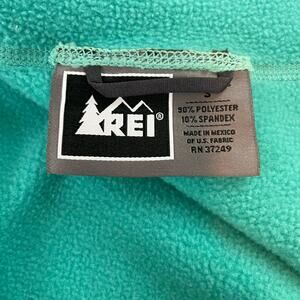 REI®
S
90% POLYESTER
10% SPANDEX
MADE IN MEXICO
OF U.S. FABRIC
RN 37249